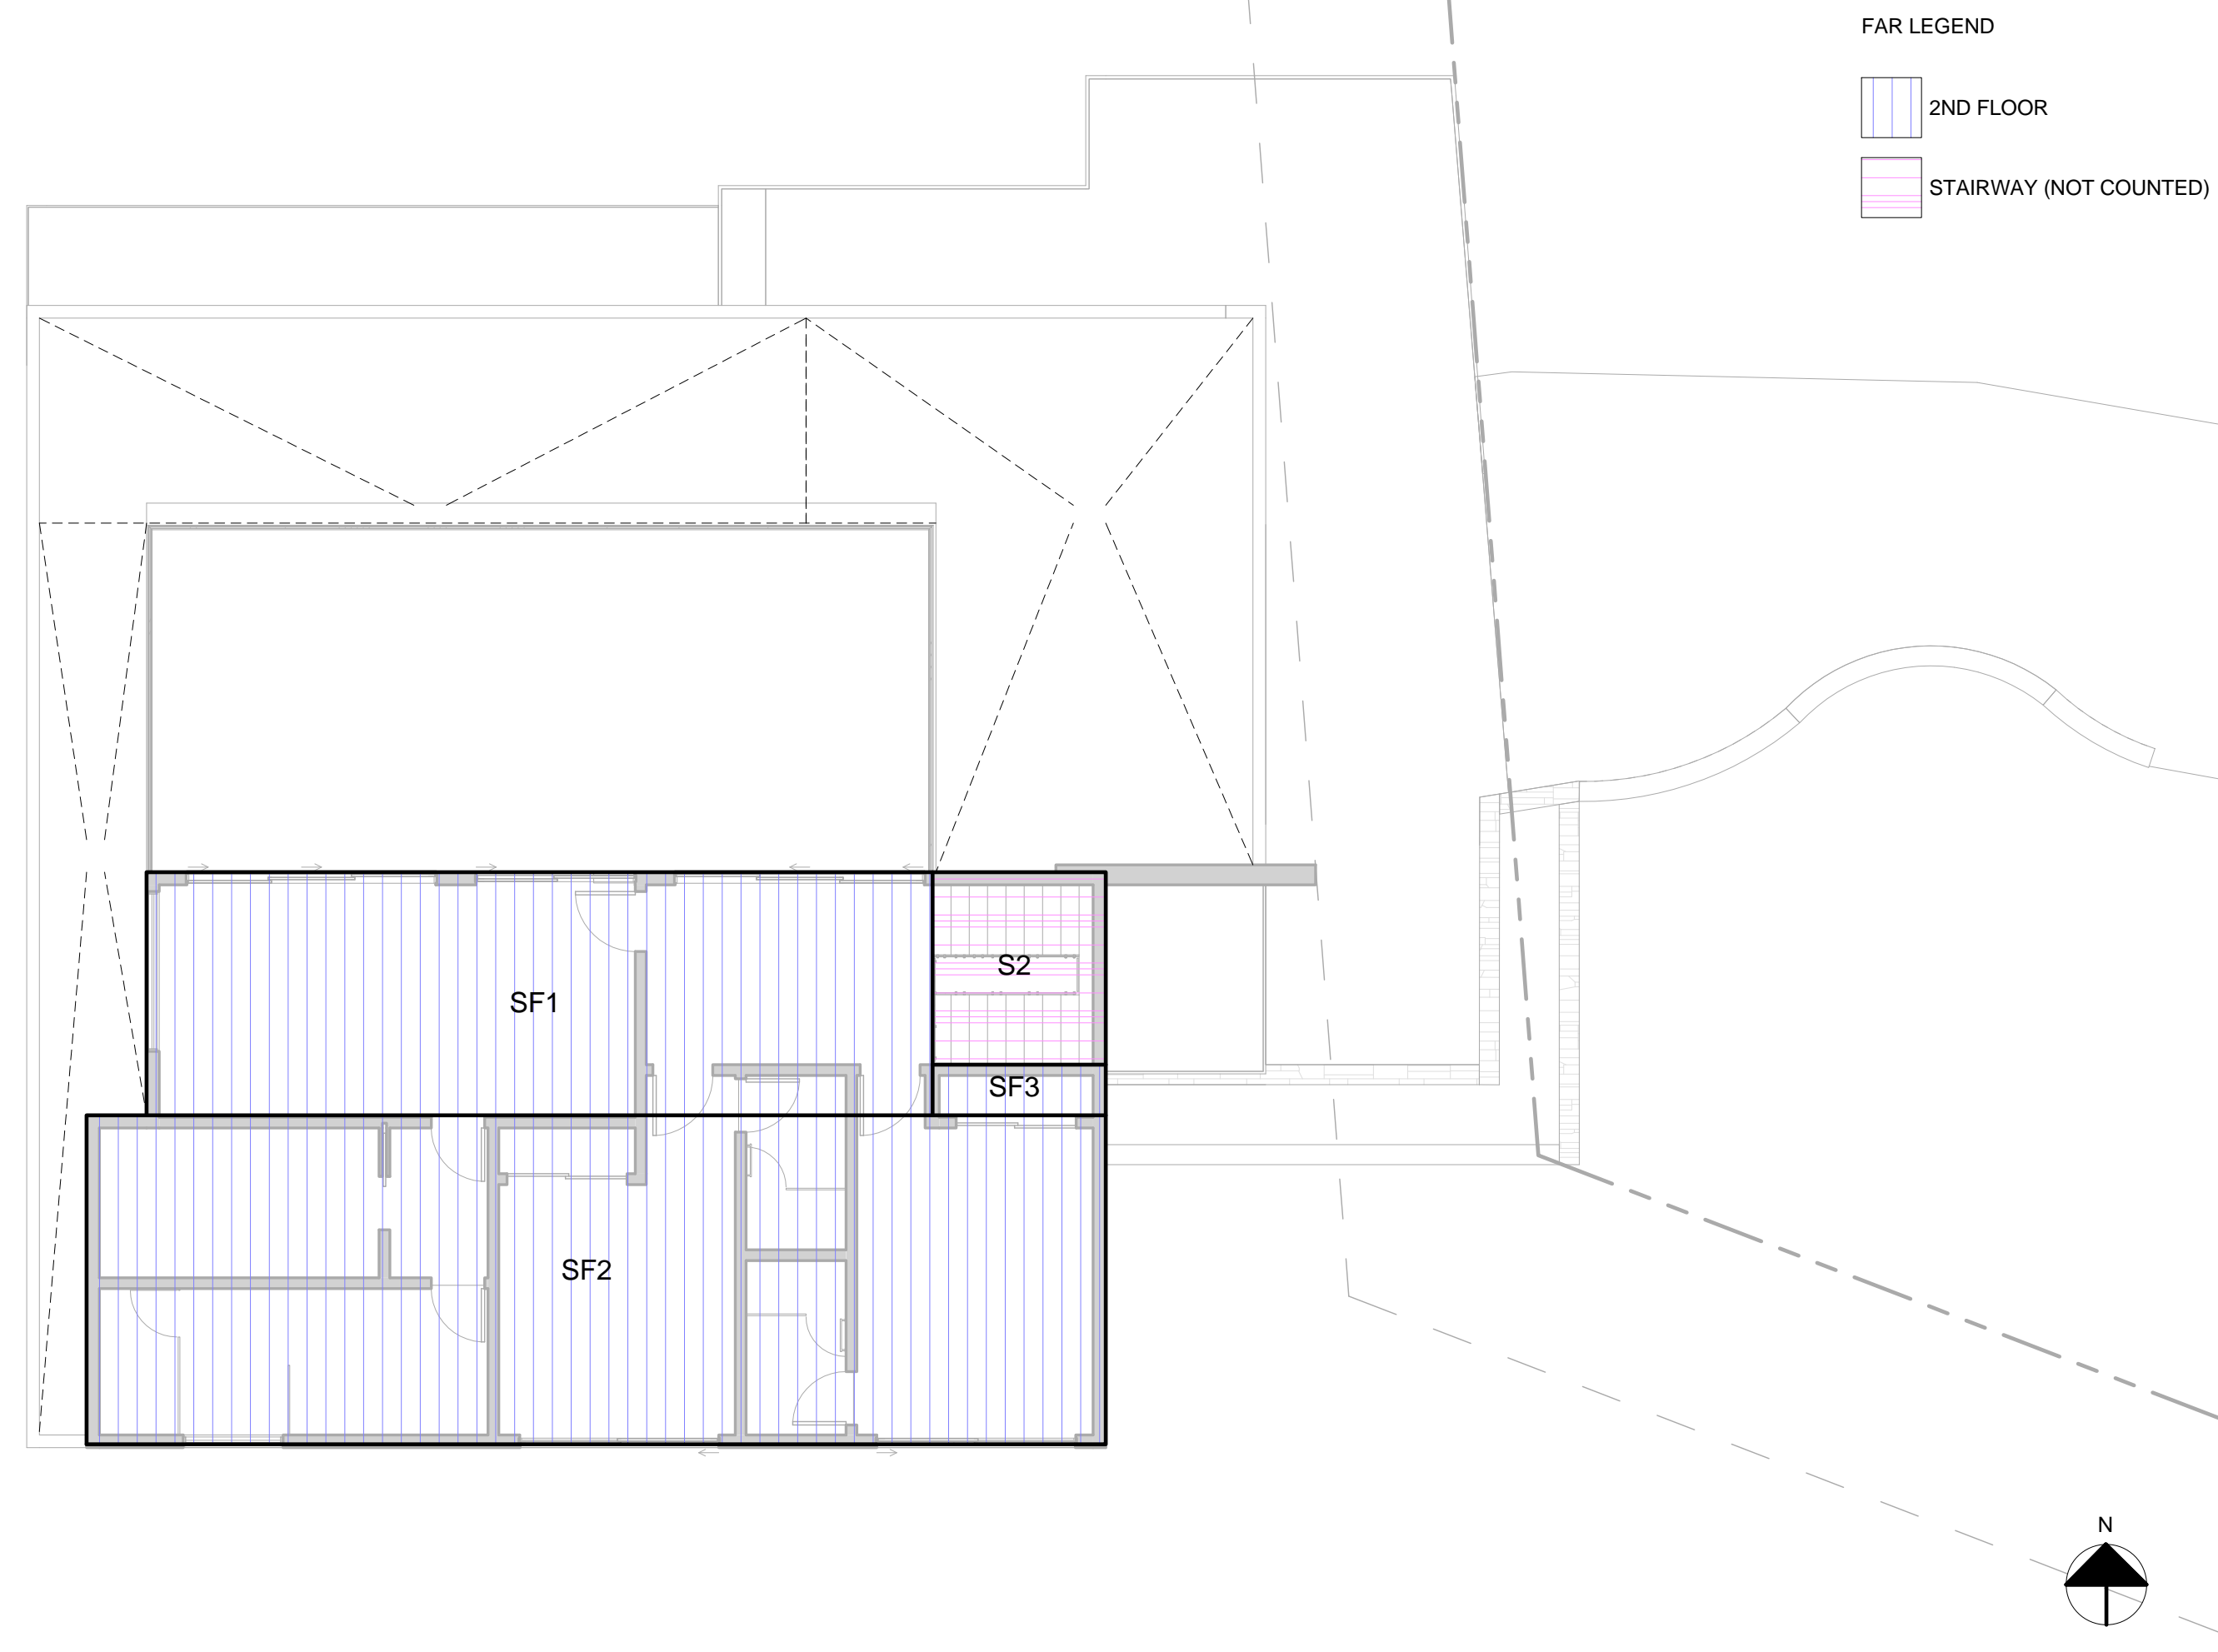 FAR LEGEND
2ND FLOOR
STAIRWAY (NOT COUNTED)
S2
SF1
SF3
SF2
N